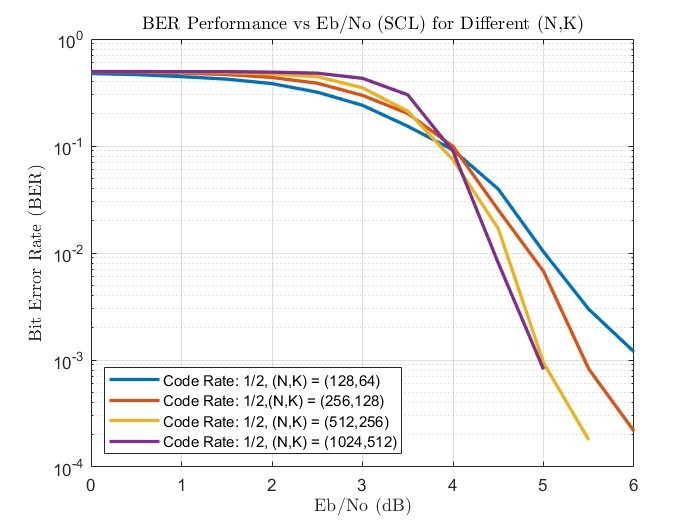 BER Performance vs Eb/No (SCL) for Different (N,K)
10^0
10^-1
10^-2
10^-3
10^-4
Bit Error Rate (BER)
Code Rate: 1/2, (N,K) = (128,64)
Code Rate: 1/2,(N,K) = (256,128)
Code Rate: 1/2, (N,K) = (512,256)
Code Rate: 1/2, (N,K) = (1024,512)
0 1 2 3 4 5 6
Eb/No (dB)